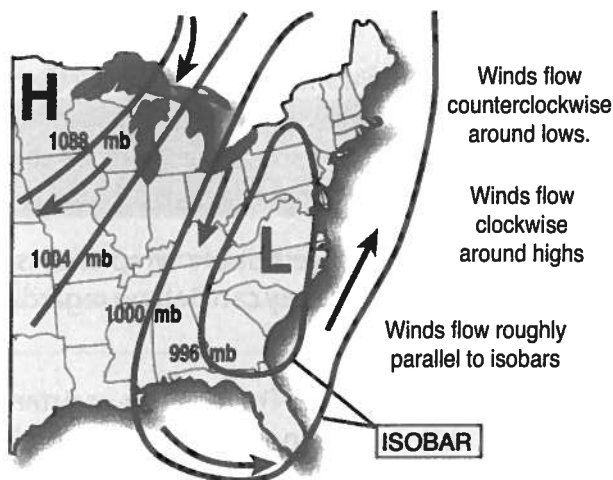 H
1088 mb
1004 mb
1000 mb
996 mb
L
Winds flow
counterclockwise
around lows.
Winds flow
clockwise
around highs
Winds flow roughly
parallel to isobars
ISOBAR